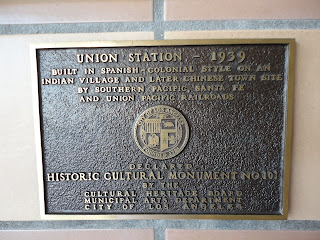 UNION STATION - 1939
BUILT IN SPANISH-COLONIAL STYLE ON AN
INDIAN VILLAGE AND LATER CHINESE TOWN SITE
BY SOUTHERN PACIFIC, SANTA FE
AND UNION PACIFIC RAILROADS
DECLARED
HISTORIC CULTURAL MONUMENT NO. 101
BY THE
CULTURAL HERITAGE BOARD
MUNICIPAL ARTS DEPARTMENT
CITY OF LOS ANGELES